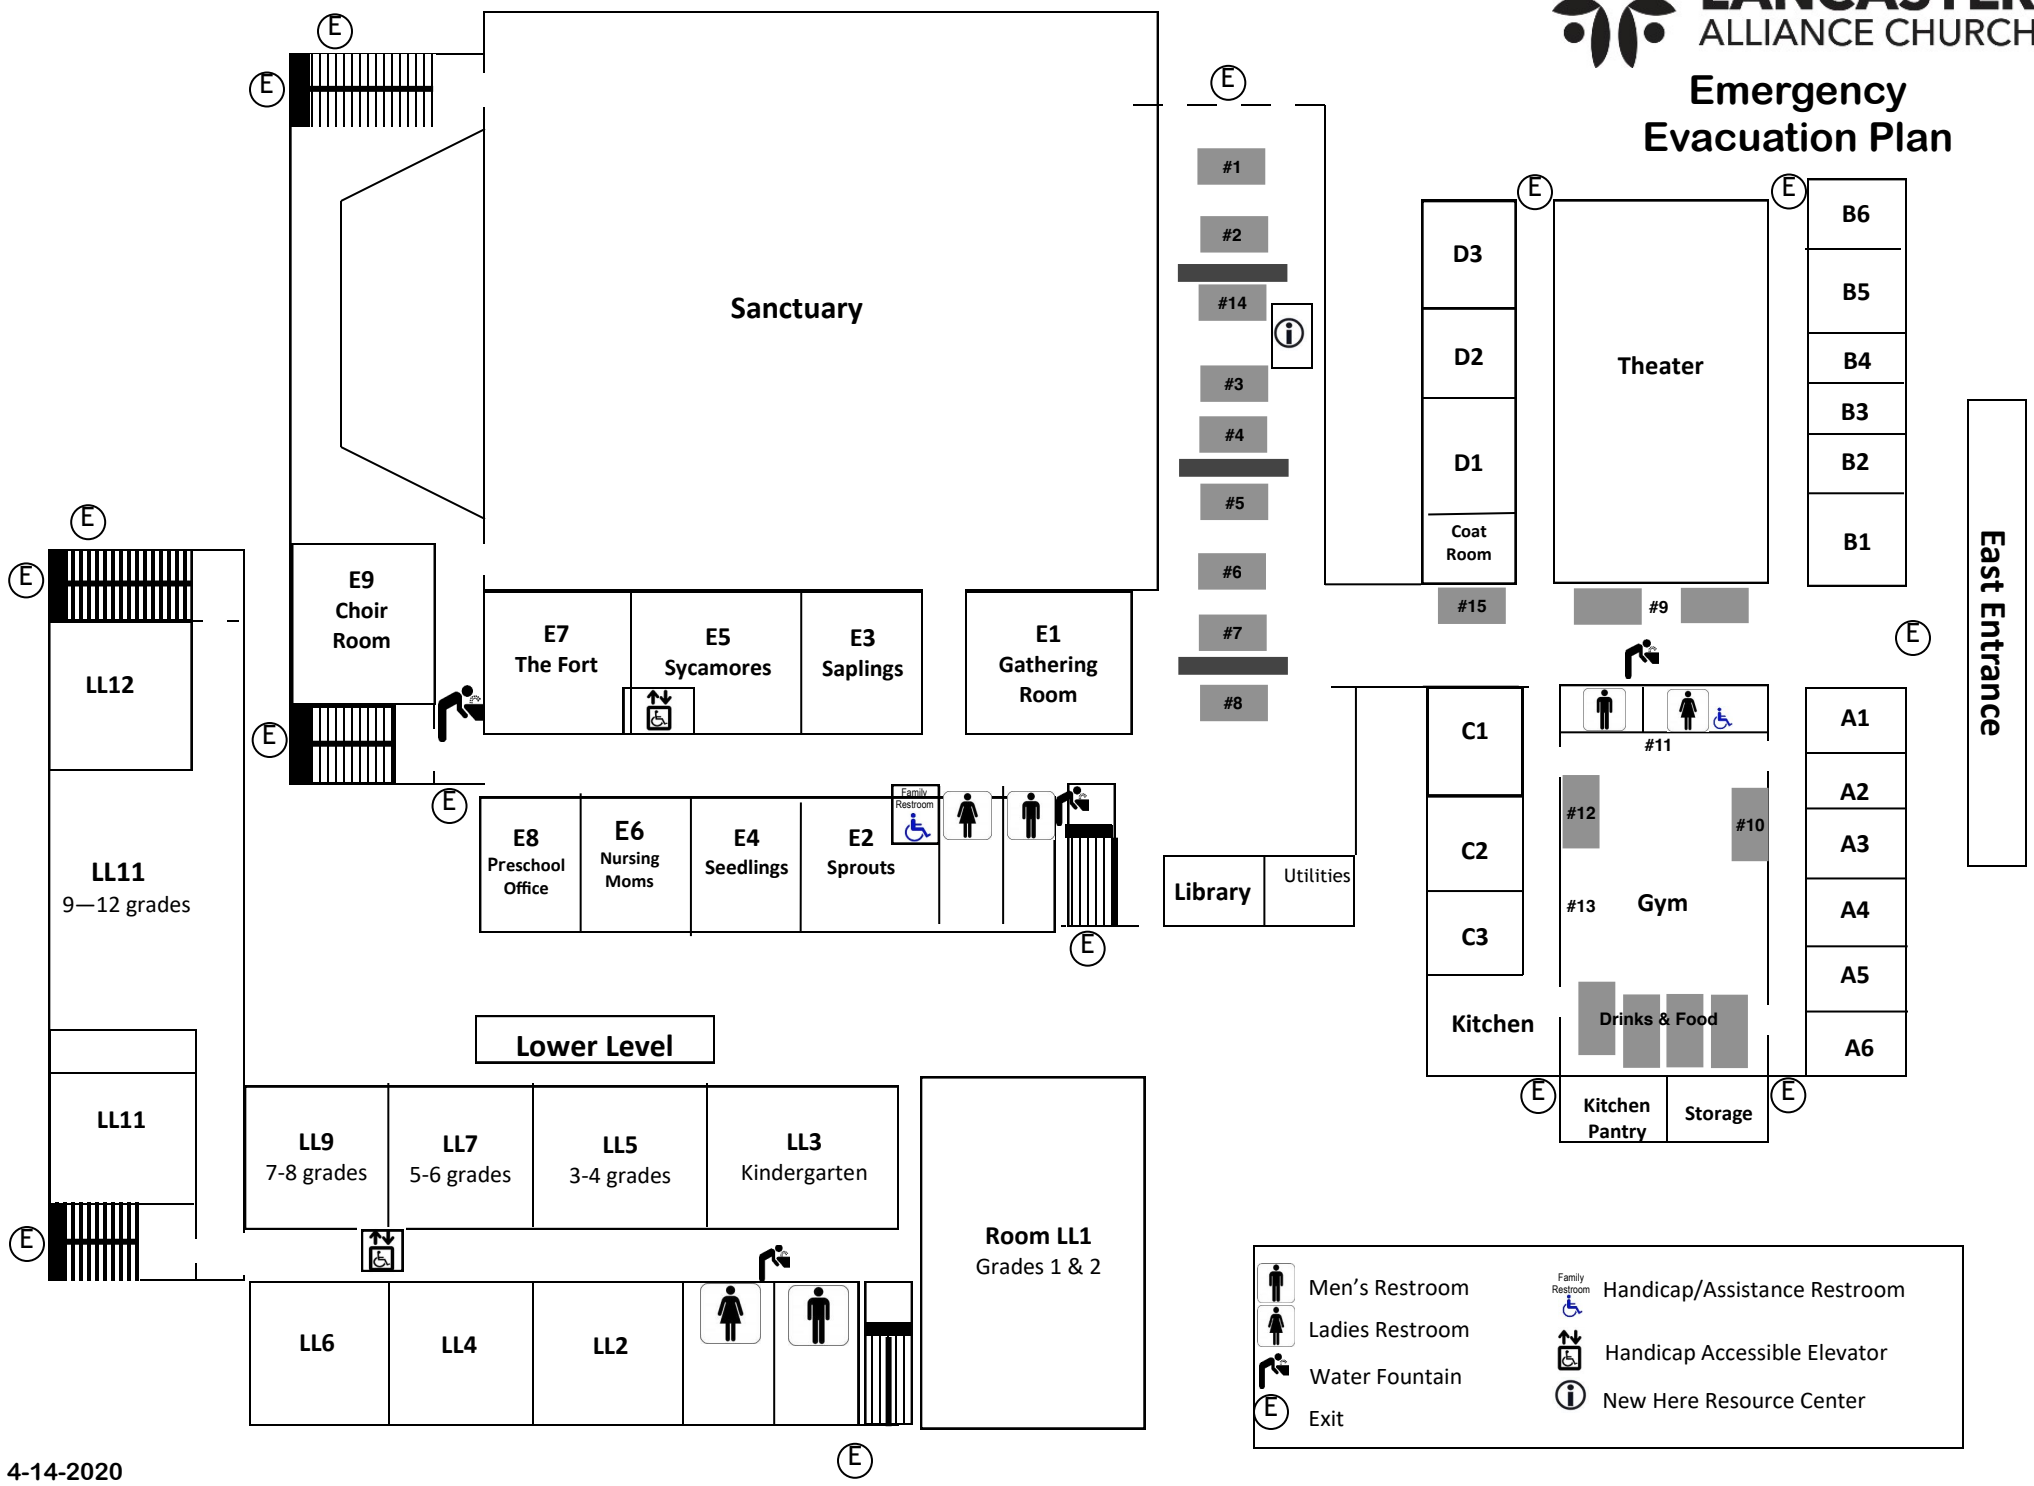 LANCASTER
ALLIANCE CHURCH
Emergency
Evacuation Plan
E
E
E
E
E
#1
#2
#14
#3
#4
#5
#6
#7
#8
Sanctuary
D3
D2
D1
Coat
Room
Theater
B6
B5
B4
B3
B2
B1
East Entrance
E
#15
#9
E
E
LL12
LL11
9—12 grades
LL11
E
E9
Choir
Room
E
E
E7
The Fort
E5
Sycamores
E3
Saplings
E1
Gathering
Room
E8
Preschool
Office
E6
Nursing
Moms
E4
Seedlings
E2
Sprouts
Family
Restroom
E
Library
Utilities
C1
C2
C3
Kitchen
#11
#12
#10
#13
Gym
Drinks & Food
A1
A2
A3
A4
A5
A6
E
E
Kitchen
Pantry
Storage
Lower Level
LL9
7-8 grades
LL7
5-6 grades
LL5
3-4 grades
LL3
Kindergarten
Room LL1
Grades 1 & 2
LL6
LL4
LL2
E
Men's Restroom
Ladies Restroom
Water Fountain
E
Exit
Family
Restroom
Handicap/Assistance Restroom
Handicap Accessible Elevator
New Here Resource Center
4-14-2020